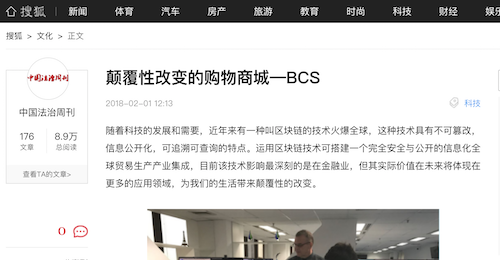 搜狐 新闻 体育 汽车 房产 旅游 教育 时尚 科技 财经
搜狐 > 文化 > 正文
中国法治周刊
中国法治周刊
176 8.9万
文章 总阅读
查看TA的文章>
0
颠覆性改变的购物商城—BCS
2018-02-01 12:13
科技
随着科技的发展和需要，近年来有一种叫区块链的技术火爆全球，这种技术具有不可篡改，
信息公开化，可追溯可查询的特点。运用区块链技术可搭建一个完全安全与公开的信息化全
球贸易生产产业集成，目前该技术影响最深刻的是在金融业，但其实际价值在未来将体现在
更多的应用领域，为我们的生活带来颠覆性的改变。